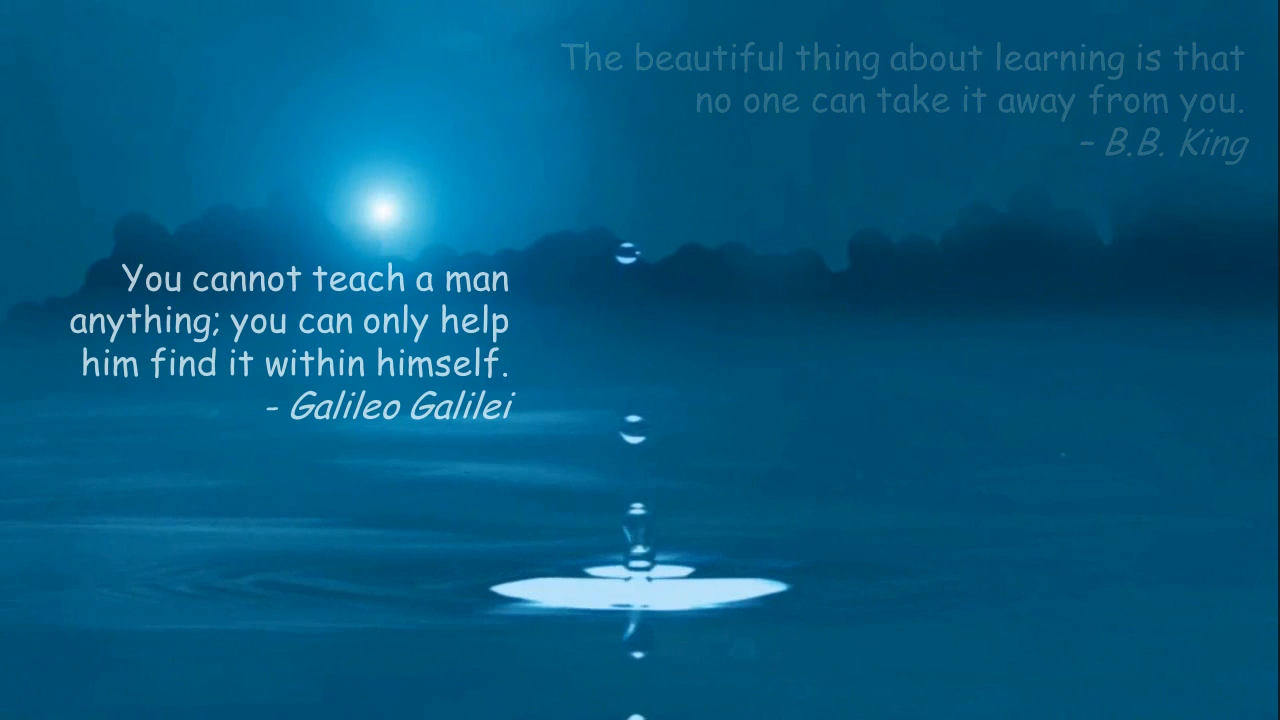 The beautiful thing about learning is that
no one can take it away from you.
– B.B. King
You cannot teach a man
anything; you can only help
him find it within himself.
- Galileo Galilei